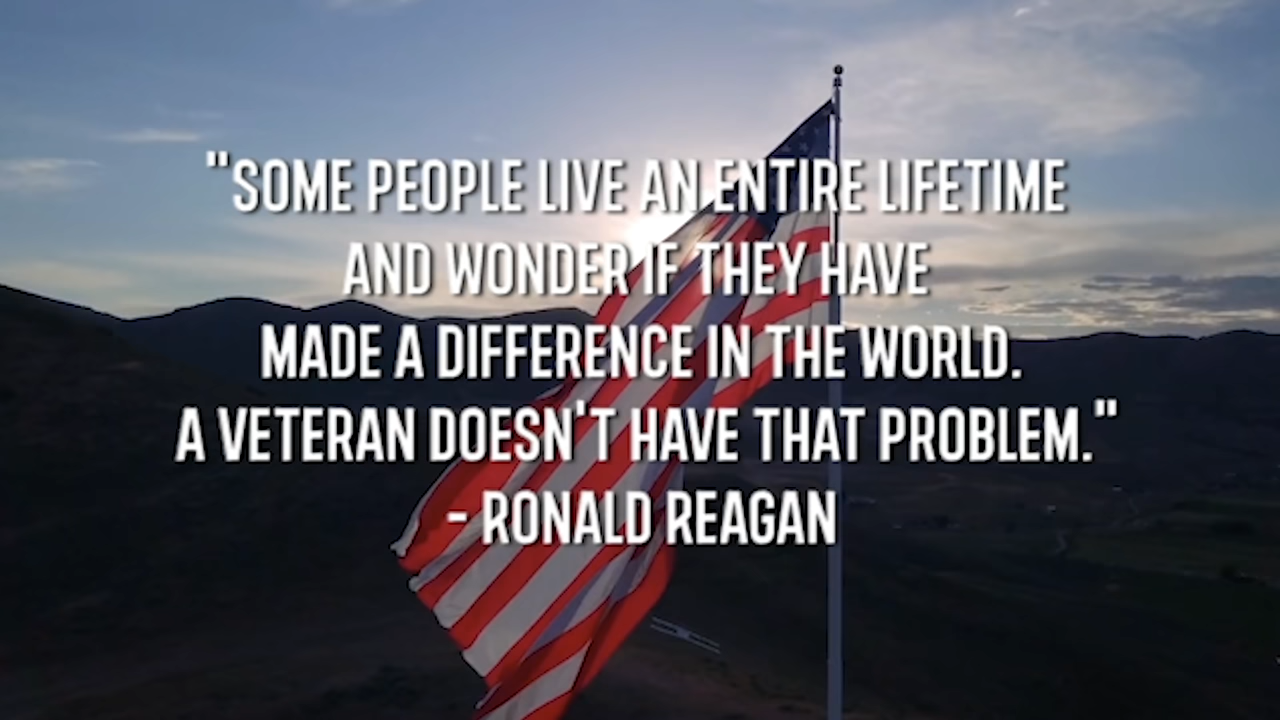 "SOME PEOPLE LIVE AN ENTIRE LIFETIME
AND WONDER IF THEY HAVE
MADE A DIFFERENCE IN THE WORLD.
A VETERAN DOESN'T HAVE THAT PROBLEM."
- RONALD REAGAN